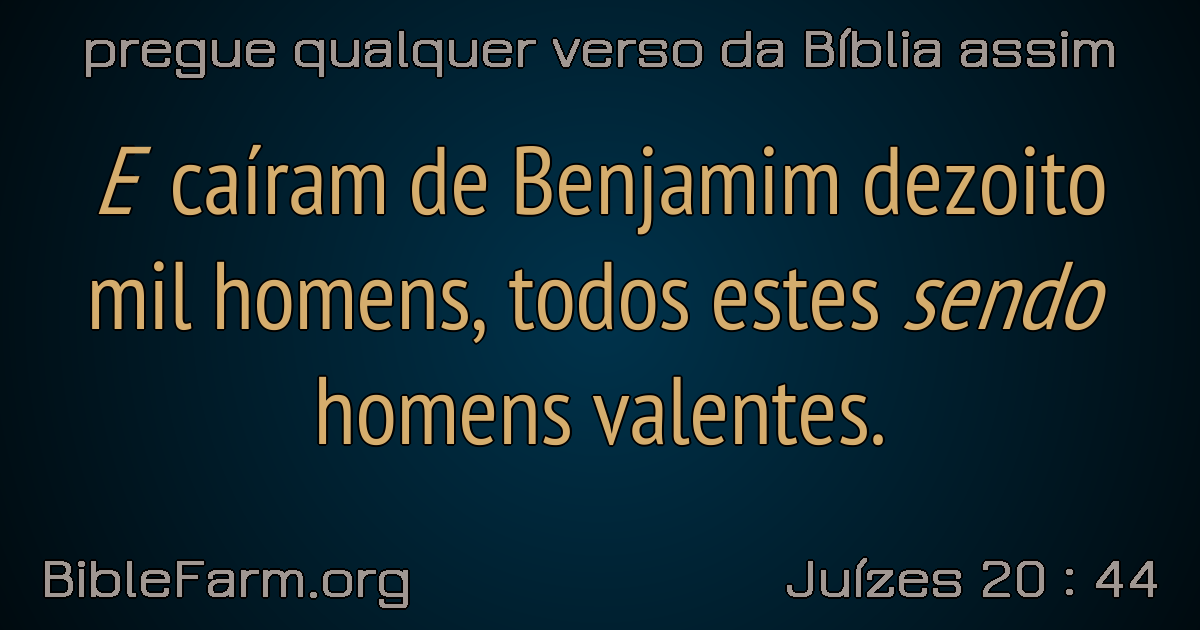 pregue qualquer verso da Bíblia assim
E caíram de Benjamim dezoito
mil homens, todos estes sendo
homens valentes.
BibleFarm.org
Juízes 20 : 44